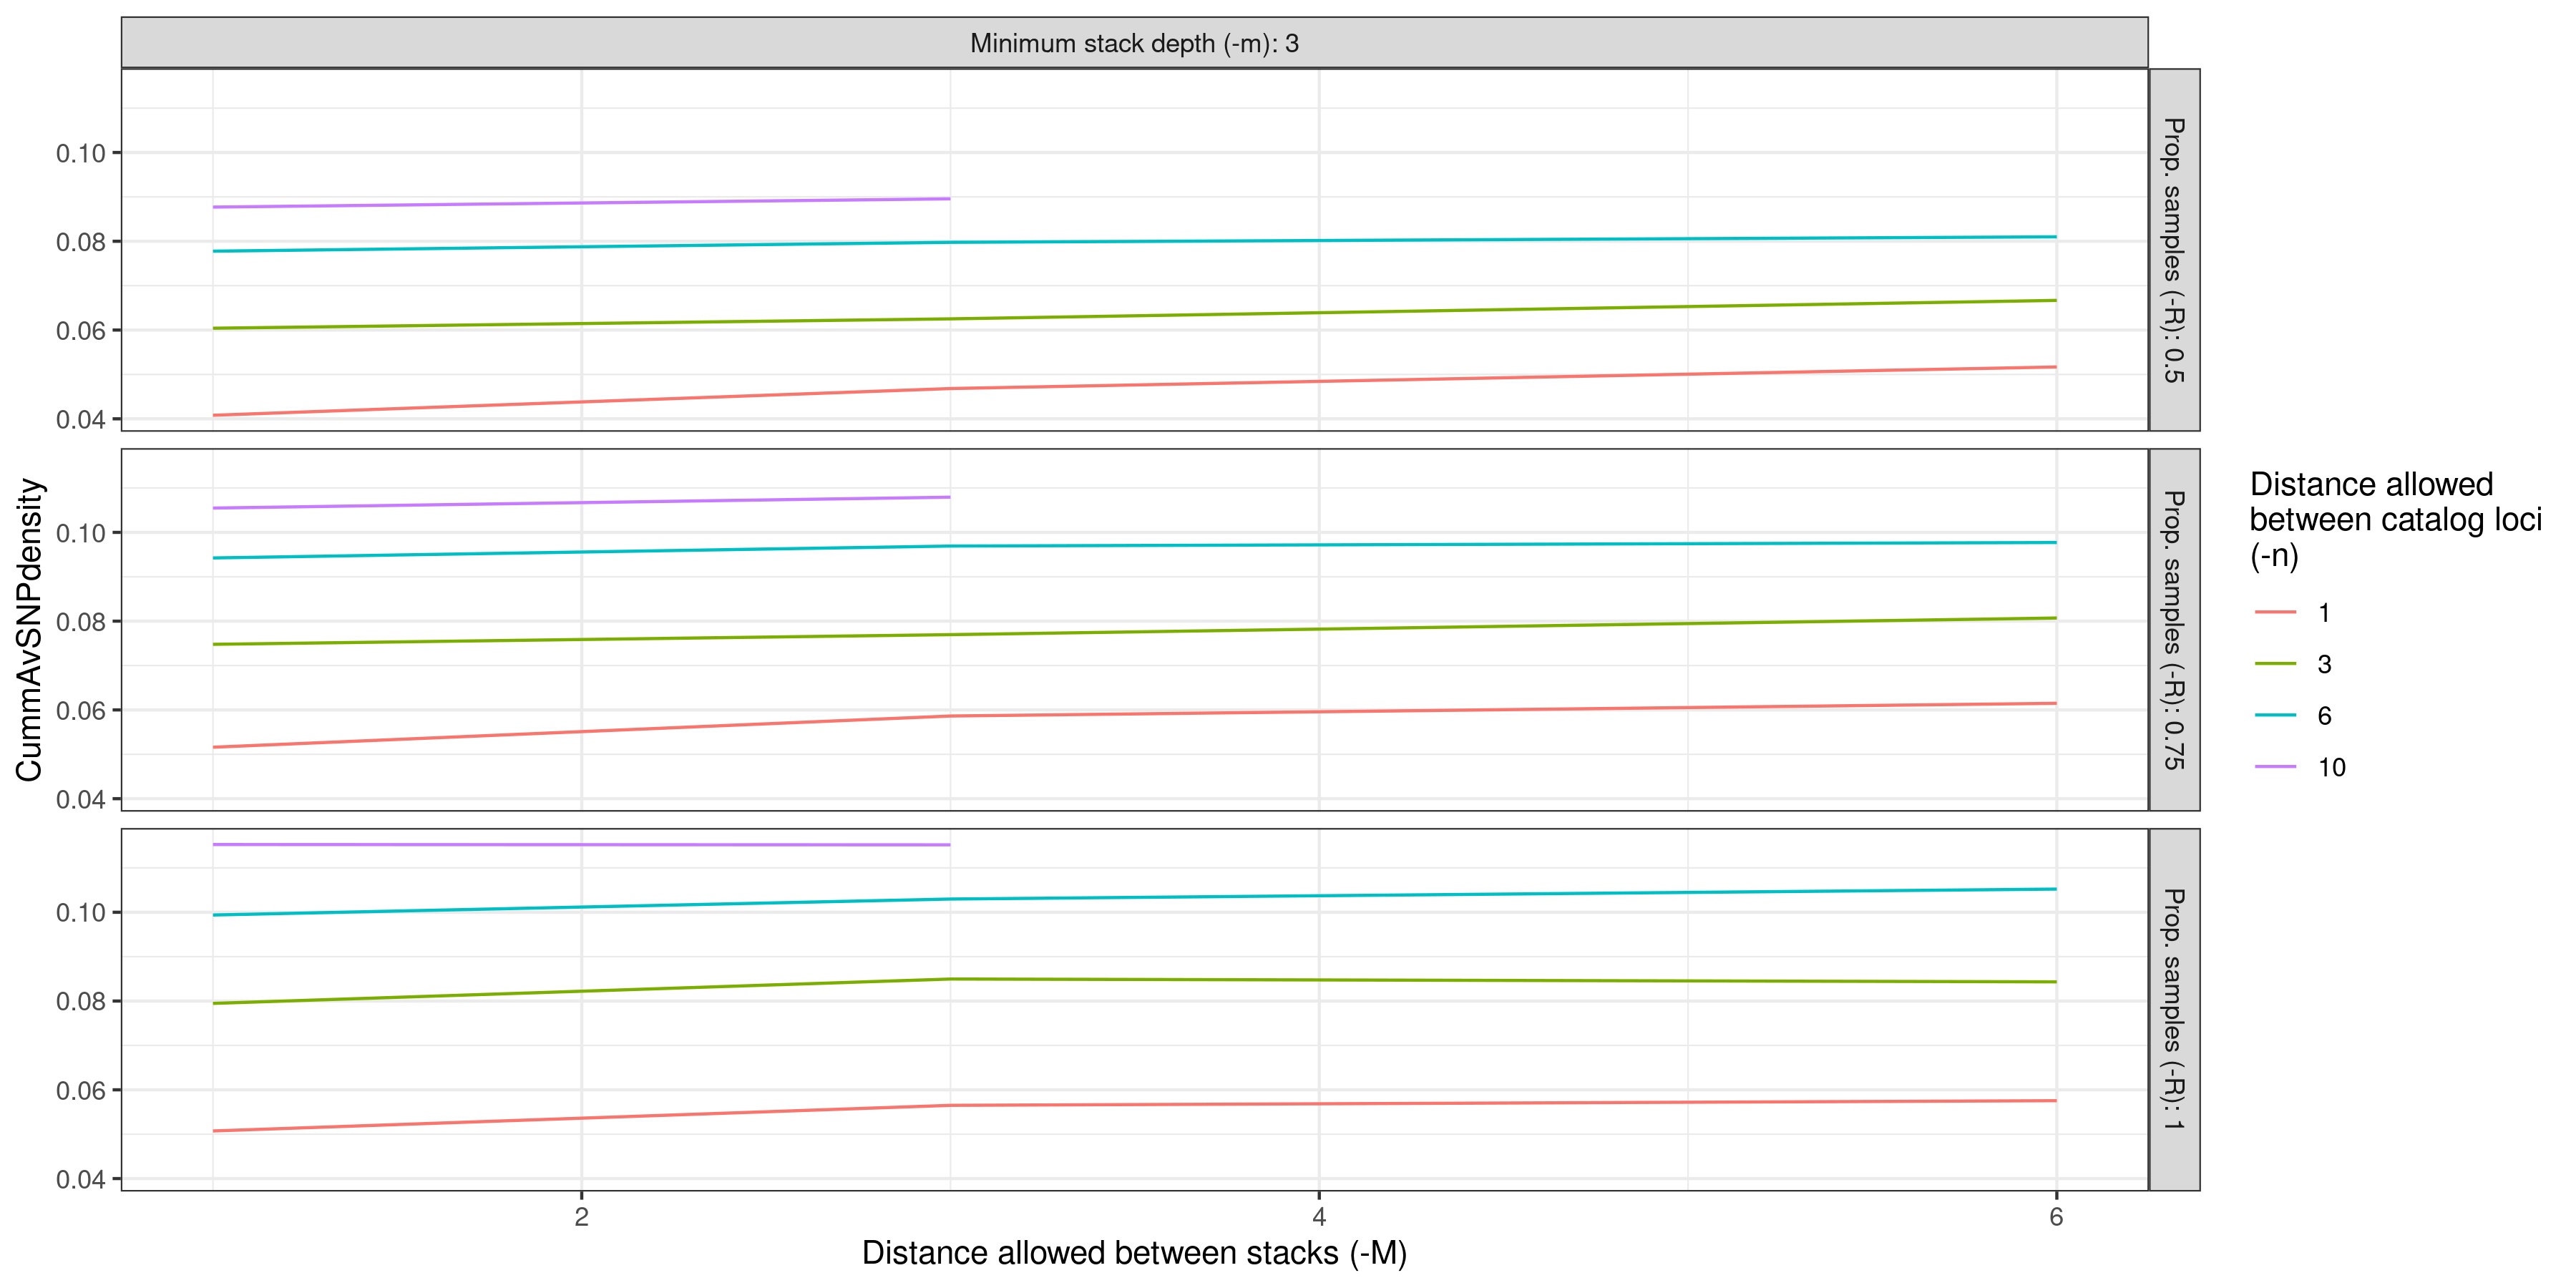 Minimum stack depth (-m): 3
CummAvSNPdensity
0.10
0.08
0.06
0.04
Prop. samples (-R): 0.5
0.10
0.08
0.06
0.04
Prop. samples (-R): 0.75
0.10
0.08
0.06
0.04
Prop. samples (-R): 1
2
4
6
Distance allowed between stacks (-M)
Distance allowed
between catalog loci
(-n)
1
3
6
10